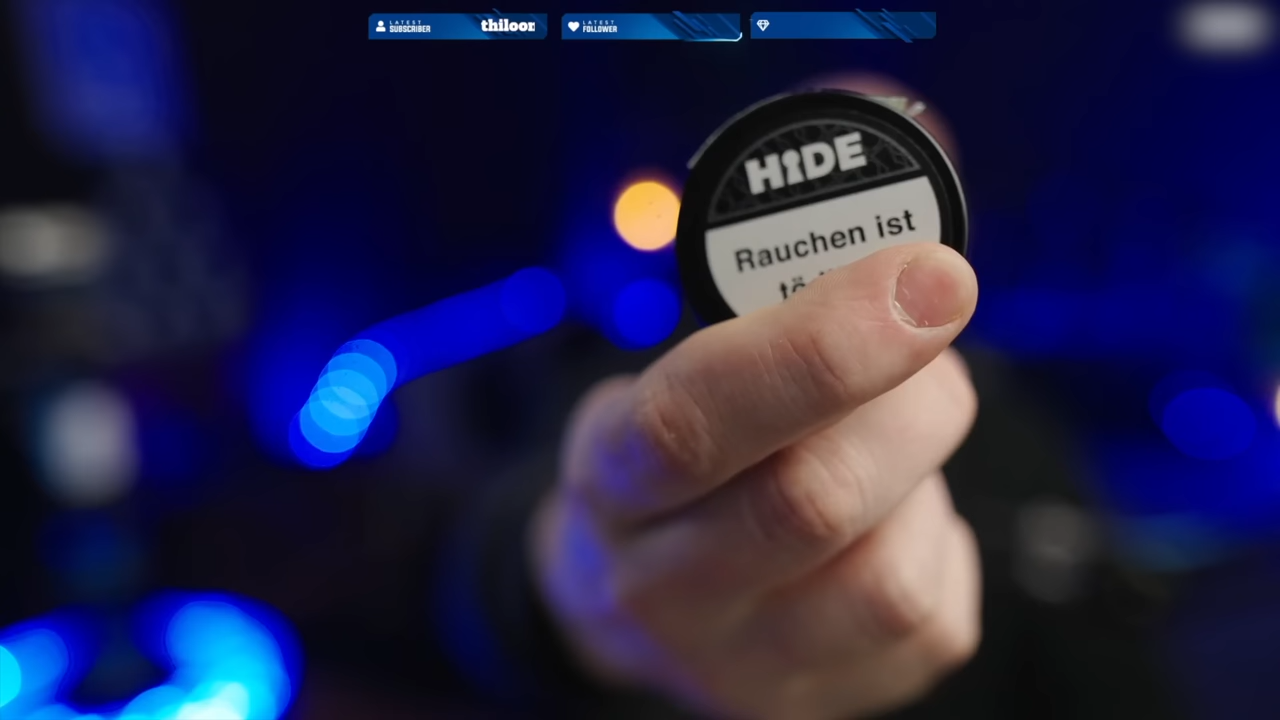 LATEST
SUBSCRIBER
thiloor
LATEST
FOLLOWER
HIDE
Rauchen ist